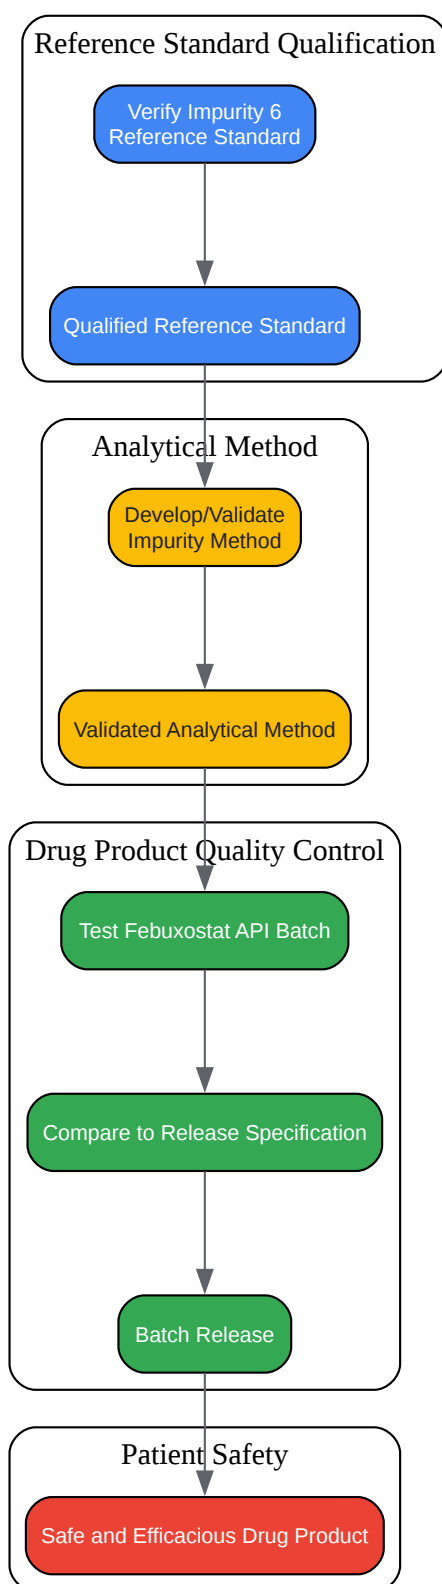 Reference Standard Qualification
Verify Impurity 6
Reference Standard
Qualified Reference Standard
Analytical Method
Develop/Validate
Impurity Method
Validated Analytical Method
Drug Product Quality Control
Test Febuxostat API Batch
Compare to Release Specification
Batch Release
Patient Safety
Safe and Efficacious Drug Product